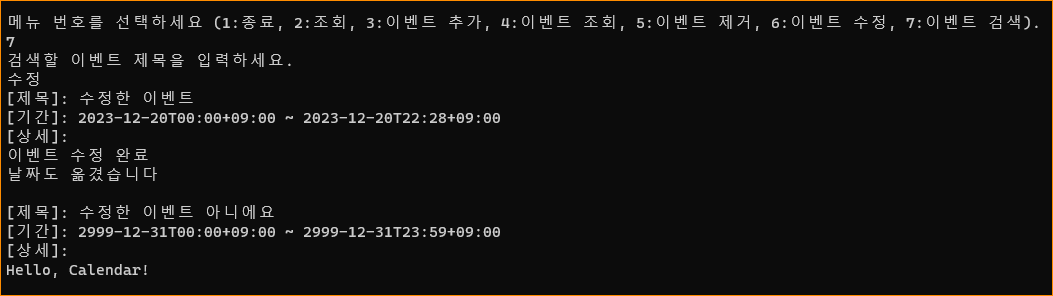 메뉴 번호를 선택하세요 (1:종료, 2:조회, 3:이벤트 추가, 4:이벤트 조회, 5:이벤트 제거, 6:이벤트 수정, 7:이벤트 검색).
7
검색할 이벤트 제목을 입력하세요.
수정
[제목]: 수정한 이벤트
[기간]: 2023-12-20T00:00+09:00 ~ 2023-12-20T22:28+09:00
[상세]:
이벤트 수정 완료
날짜도 옮겼습니다
[제목]: 수정한 이벤트 아니에요
[기간]: 2999-12-31T00:00+09:00 ~ 2999-12-31T23:59+09:00
[상세]:
Hello, Calendar!